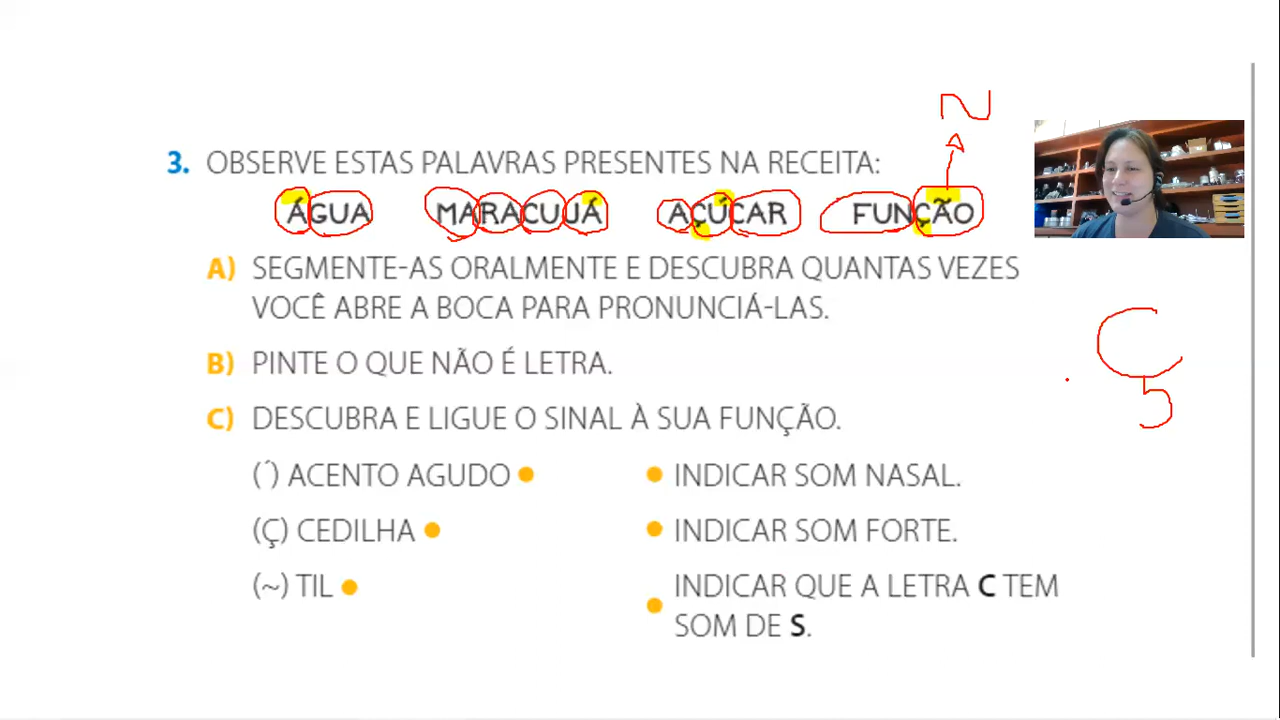 3. OBSERVE ESTAS PALAVRAS PRESENTES NA RECEITA:
ÁGUA MARACUJÁ AÇÚCAR FUNÇÃO
A) SEGMENTE-AS ORALMENTE E DESCUBRA QUANTAS VEZES
VOCÊ ABRE A BOCA PARA PRONUNCIÁ-LAS.
B) PINTE O QUE NÃO É LETRA.
C) DESCUBRA E LIGUE O SINAL À SUA FUNÇÃO.
(´) ACENTO AGUDO
INDICAR SOM NASAL.
(Ç) CEDILHA
INDICAR SOM FORTE.
(~) TIL
INDICAR QUE A LETRA C TEM
SOM DE S.
Ç